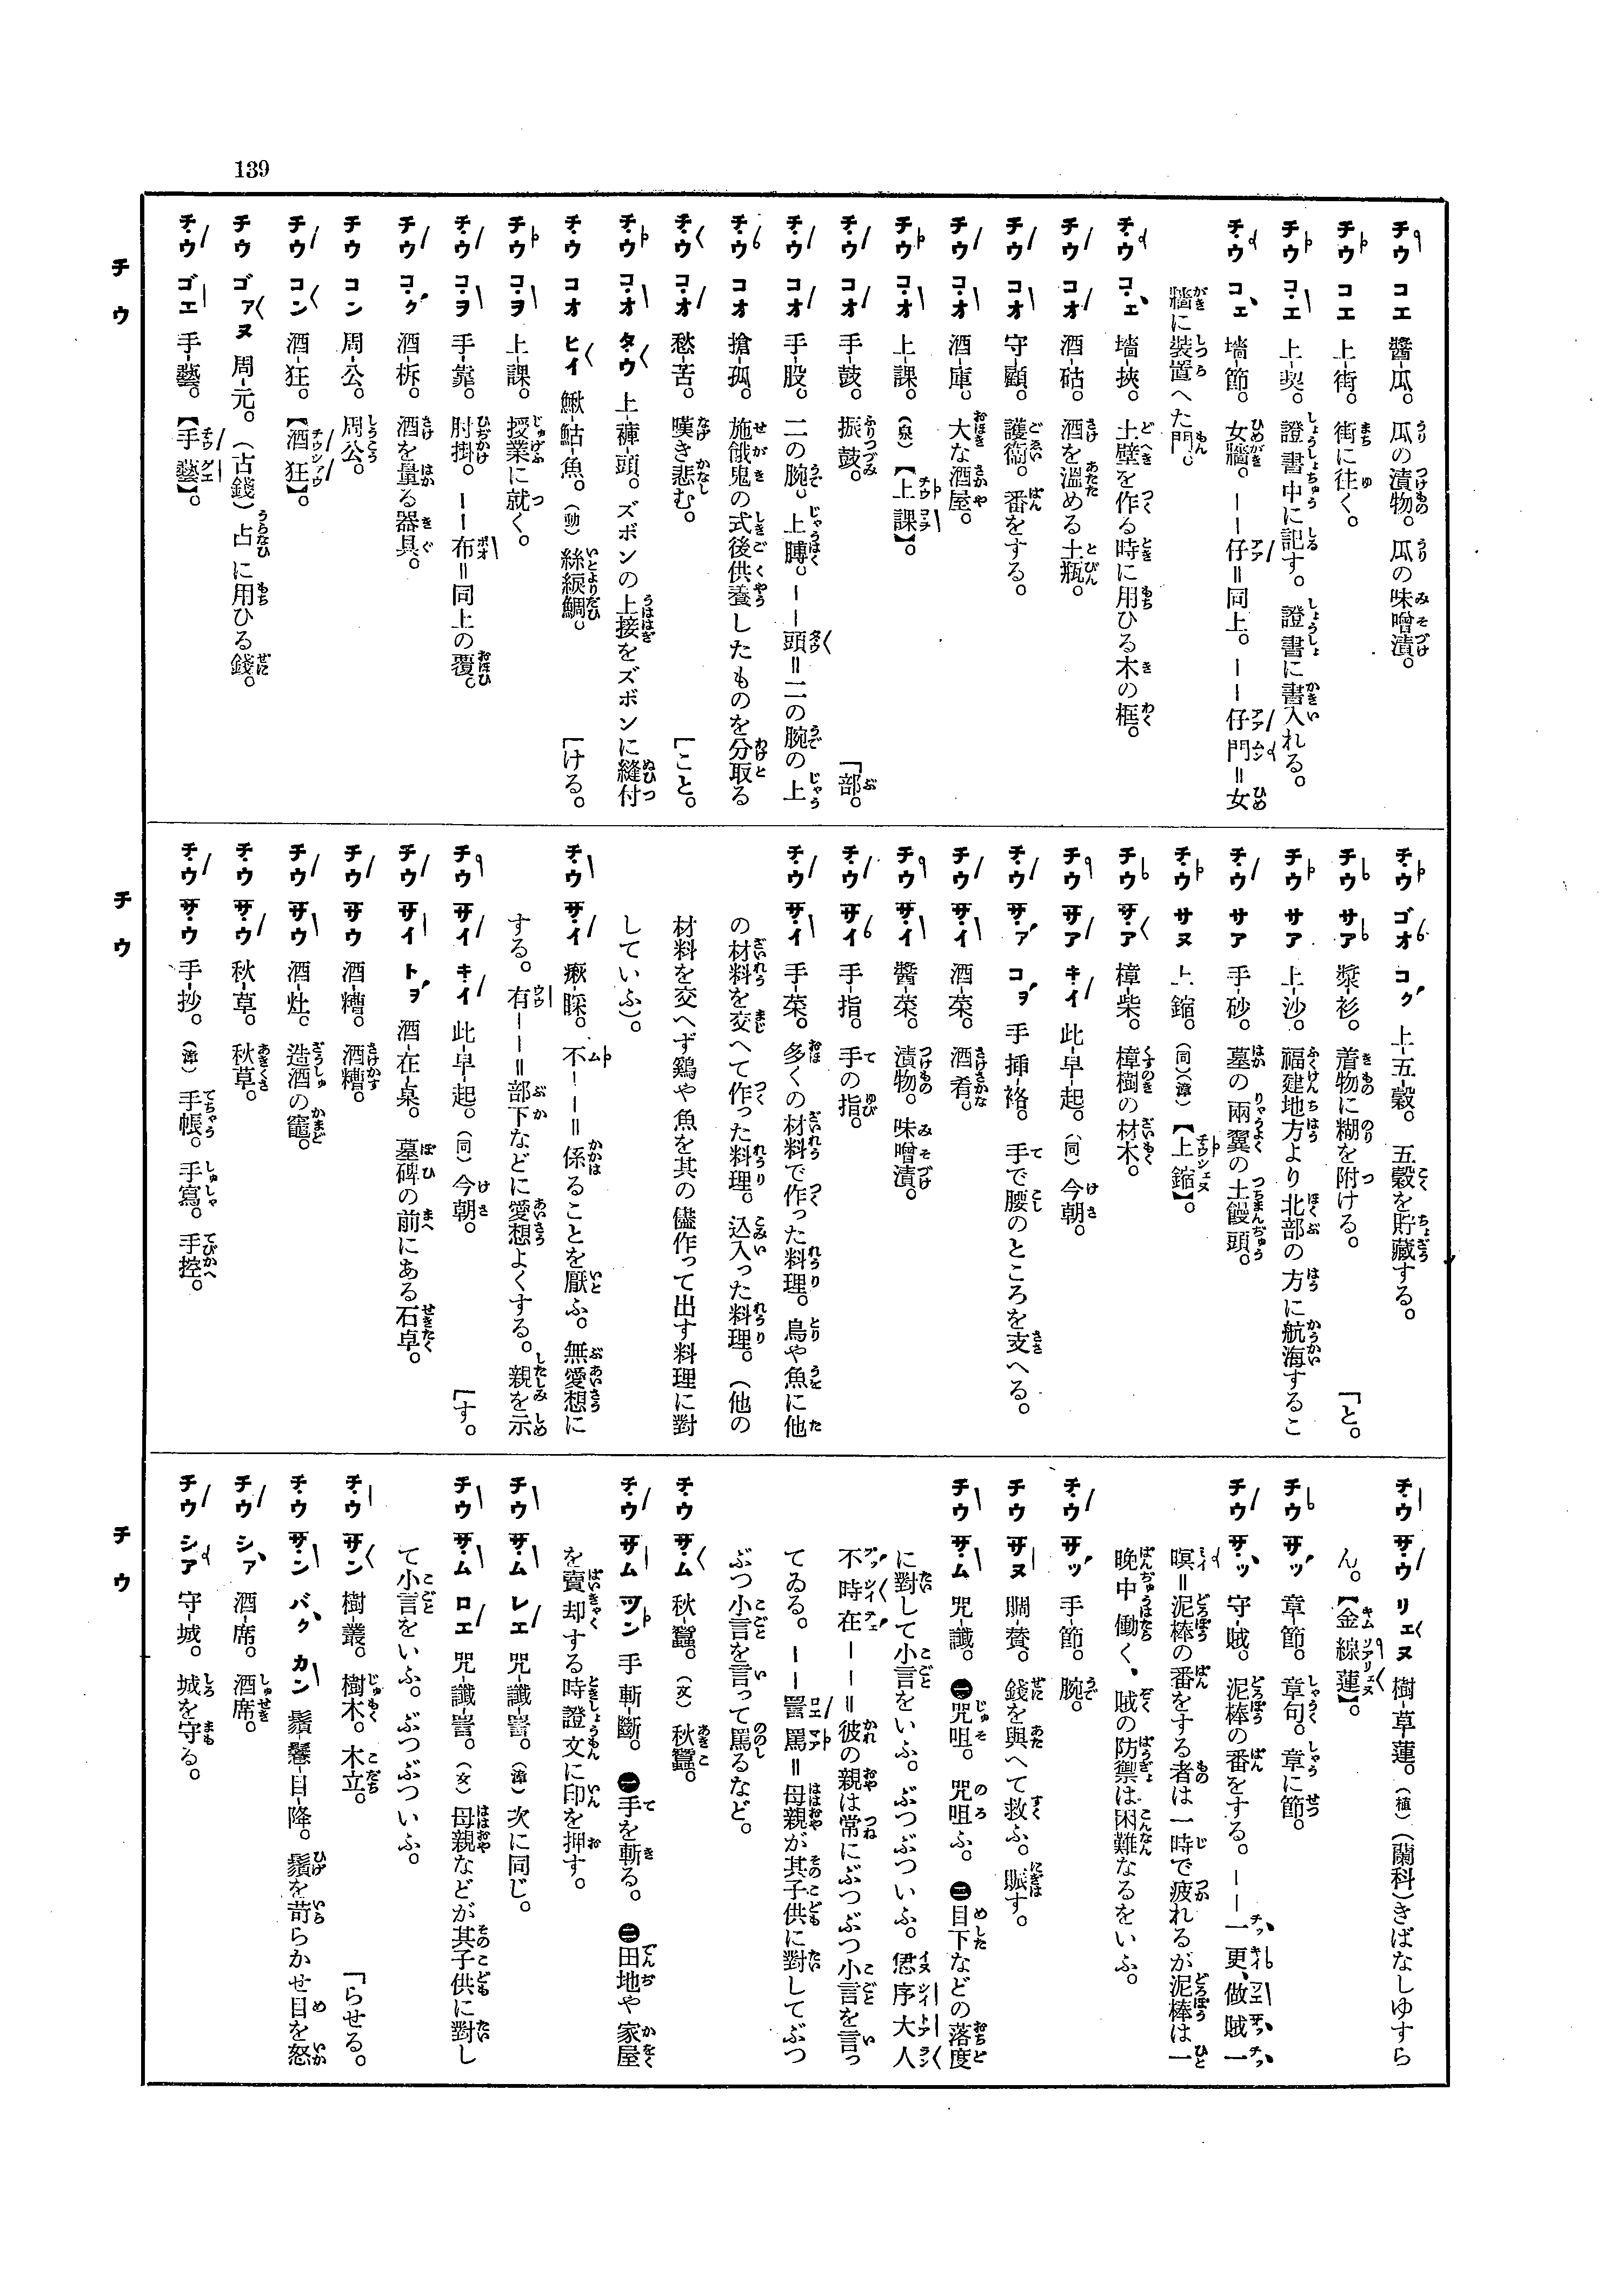 139
チウ コエ 醬-瓜。 瓜の漬物。瓜の味噌漬。
チウ コエ 上-街。 街に往く。
チウ コエ 上-契。 證書中に記す。證書に書入れる。
チウ コェ 墻-節。 女牆。——仔=同上。——仔門=女
牆に裝置へた門。
チウ コェ 墻-挾。 土壁を作る時に用ひる木の框。
チウ コオ 酒-砧。 酒を溫める土瓶。
チウ コオ 守-顧。 護衞。番をする。
チウ コオ 酒-庫。 大な酒屋。
チウ コオ 上-課。 (泉)【上課】。
チウ コオ 手-鼓。 振鼓。 「部。
チウ コオ 手-股。 二の腕。上膊。——頭=二の腕の上
チウ コオ 搶-孤。 施餓鬼の式後供養したものを分取る
チウ コオ 愁-苦。 嘆き悲む。 「こと。
チウ コオ タウ 上-褲-頭。 ズボンの上接をズボンに縫付
チウ コオ ヒイ 鰍-鮕-魚。(動) 絲綟鯛。 「ける。
チウ コヲ 上-課。 授業に就く。
チウ コヲ 手-靠。 肘掛。——布=同上の覆。
チウ コク 酒-柝。 酒を量る器具。
チウ コン 周-公。 周公。
チウ コン 酒-狂。 【酒狂】。
チウ ゴアヌ 周-元。(占錢) 占に用ひる錢。
チウ ゴエ 手-藝。 【手藝】。
チウ ゴオ コク 上-五-穀。 五穀を貯藏する。
チウ サア 漿-衫。 着物に糊を附ける。 「と。
チウ サア 上-沙。 福建地方より北部の方に航海するこ
チウ サア 手-砂。 墓の兩翼の土饅頭。
チウ サヌ 上-鎺。(同)(漳)【上鎺】。
チウ サア 樟-柴。 樟樹の材木。
チウ サア キイ 此-早-起。(同) 今朝。
チウ サァ コヲ 手 揷-袼。 手で腰のところを支へる。
チウ サイ 酒-菜。 酒肴。
チウ サイ 醬-菜。 漬物。味噌漬。
チウ サイ 手-指。 手の指。
チウ サイ 手-菜。 多くの材料で作った料理。鳥や魚に他
の材料を交へて作った料理。込入った料理。(他の
材料を交へず鷄や魚を其の儘作って出す料理に對
していふ)。
チウ サイ 瘷-睬。 不——=係はることを厭ふ。無愛想に
する。有——=部下などに愛想よくする。親を示
チウ サイ キイ 此-早-起。(同) 今朝。 「す。
チウ サイ トヲ 酒-在-桌。 墓碑の前にある石卓。
チウ サウ 酒-糟。 酒糟。
チウ サウ 酒-灶。 造酒の竈。
チウ サウ 秋-草。 秋草。
チウ サウ 手-抄。(漳) 手帳。手寫。手控。
チウ サウ リエヌ 樹-草-蓮。(植)(蘭科)きばなしゆすら
ん。【金線蓮】。
チウ サッ 章-節。 章句。章に節。
チウ サッ 守-賊。 泥棒の番をする。——一更、做賊一
暝=泥棒の番をする者は一時で疲れるが泥棒は一
晚中働く、賊の防禦は困難なるをいふ。
チウ サッ 手-節。 腕。
チウ サヌ 賙-賛。 錢を與へて救ふ。賑す。
チウ サム 咒-讖。 ㊀咒咀。咒咀ふ。㊁目下などの落度
に對して小言をいふ。ぶつぶついふ。偲序大人
不時在——=彼の親は常にぶつぶつ小言を言っ
てゐる。——詈罵=母親が其子供に對してぶつ
ぶつ小言を言って罵るなど。
チウ サム 秋-蠶。(文) 秋蠶。
チウ サム ツン 手 斬-斷。 ㊀手を斬る。㊁田地や家屋
を賣却する時證文に印を押す。
チウ サム レエ 咒-讖-詈。(漳) 次に同じ。
チウ サム ロエ 咒-讖-詈。(文) 母親などが其子供に對し
て小言をいふ。ぶつぶついふ。
チウ サン 樹-叢。 樹木。木立。 「らせる。
チウ サン バク カン 鬚-鬖-目-降。 鬚を苛らかせ目を怒
チウ シァ 酒-席。 酒席。
チウ シア 守-城。 城を守る。
チウ
チウ
チウ